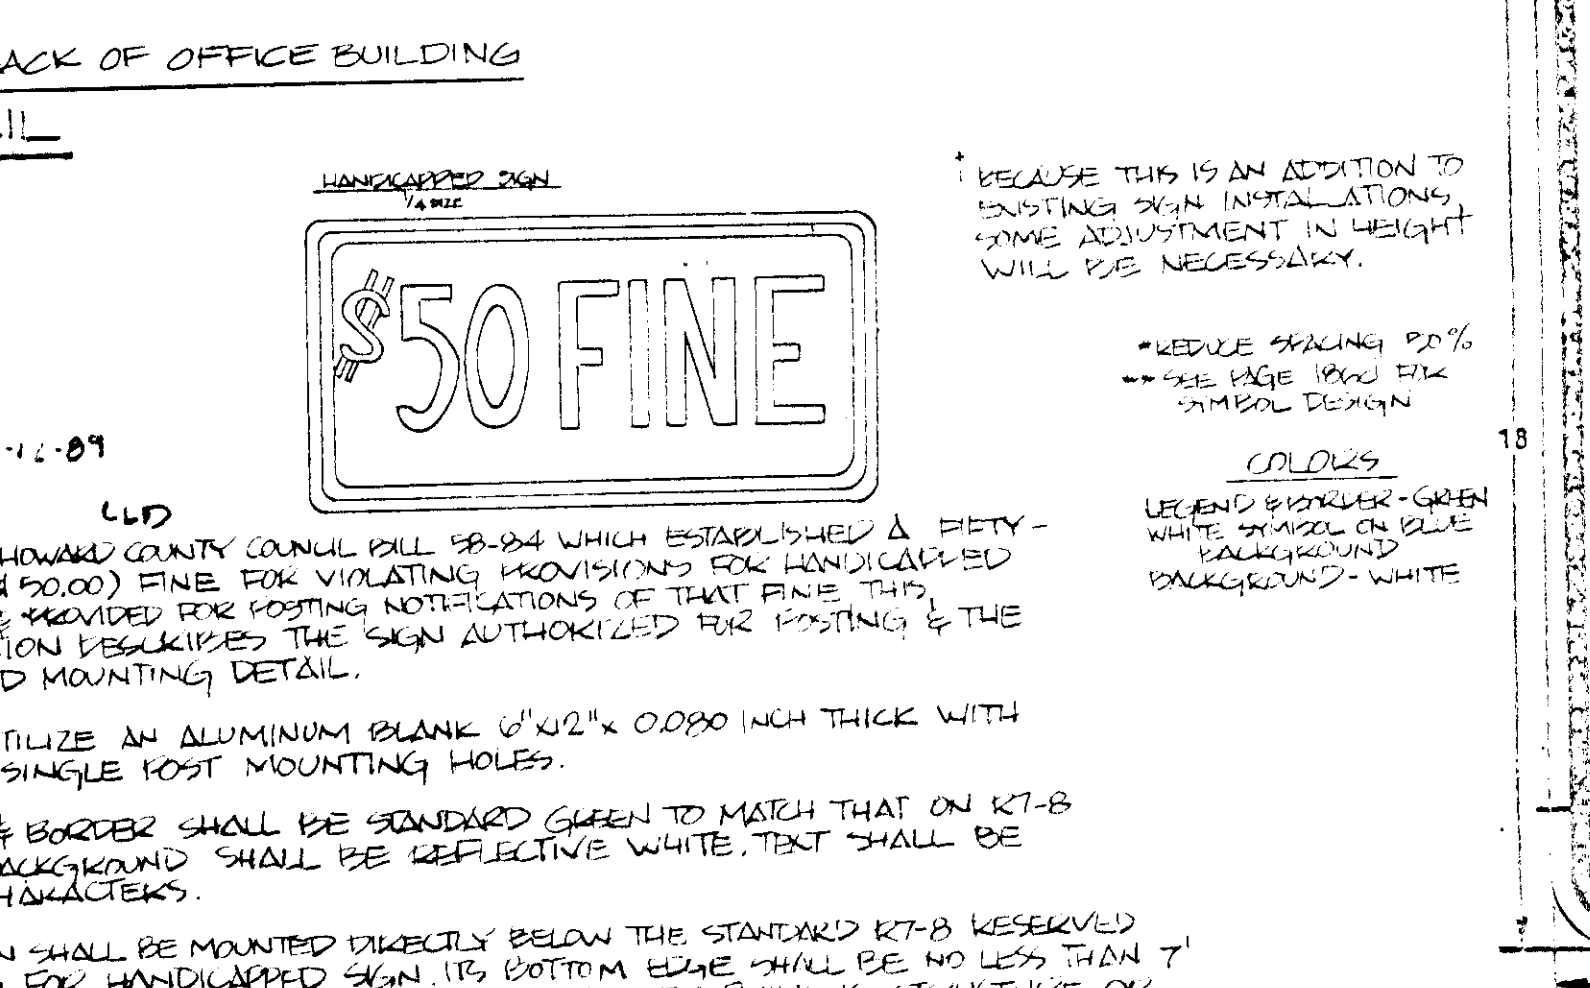 ACK OF OFFICE BUILDING
IL
HANDICAPPED SIGN
1/4 SIZE
$50 FINE
BECAUSE THIS IS AN ADDITION TO
EXISTING SIGN INSTALLATIONS,
SOME ADJUSTMENT IN HEIGHT
WILL BE NECESSARY.
*REDUCE SPACING 50%
** SEE PAGE FOR
SYMBOL DESIGN
-89
18
COLORS
LEGEND & BORDER - GREEN
WHITE SYMBOL ON BLUE
BACKGROUND
BACKGROUND - WHITE
LLD
HOWARD COUNTY COUNCIL BILL 58-84 WHICH ESTABLISHED A FIFTY-
$50.00) FINE FOR VIOLATING PROVISIONS FOR HANDICAPPED
PROVIDED FOR POSTING NOTIFICATIONS OF THAT FINE THIS,
TION DESCRIBES THE SIGN AUTHORIZED FOR POSTING & THE
D MOUNTING DETAIL.
TILIZE AN ALUMINUM BLANK 6"x12"x 0.080 INCH THICK WITH
SINGLE POST MOUNTING HOLES.
& BORDER SHALL BE STANDARD GREEN TO MATCH THAT ON R7-8
ACKGROUND SHALL BE REFLECTIVE WHITE. TEXT SHALL BE
HARACTERS.
N SHALL BE MOUNTED DIRECTLY BELOW THE STANDARD R7-8 RESERVED
FOR HANDICAPPED SIGN. ITS BOTTOM EDGE SHALL BE NO LESS THAN 7'